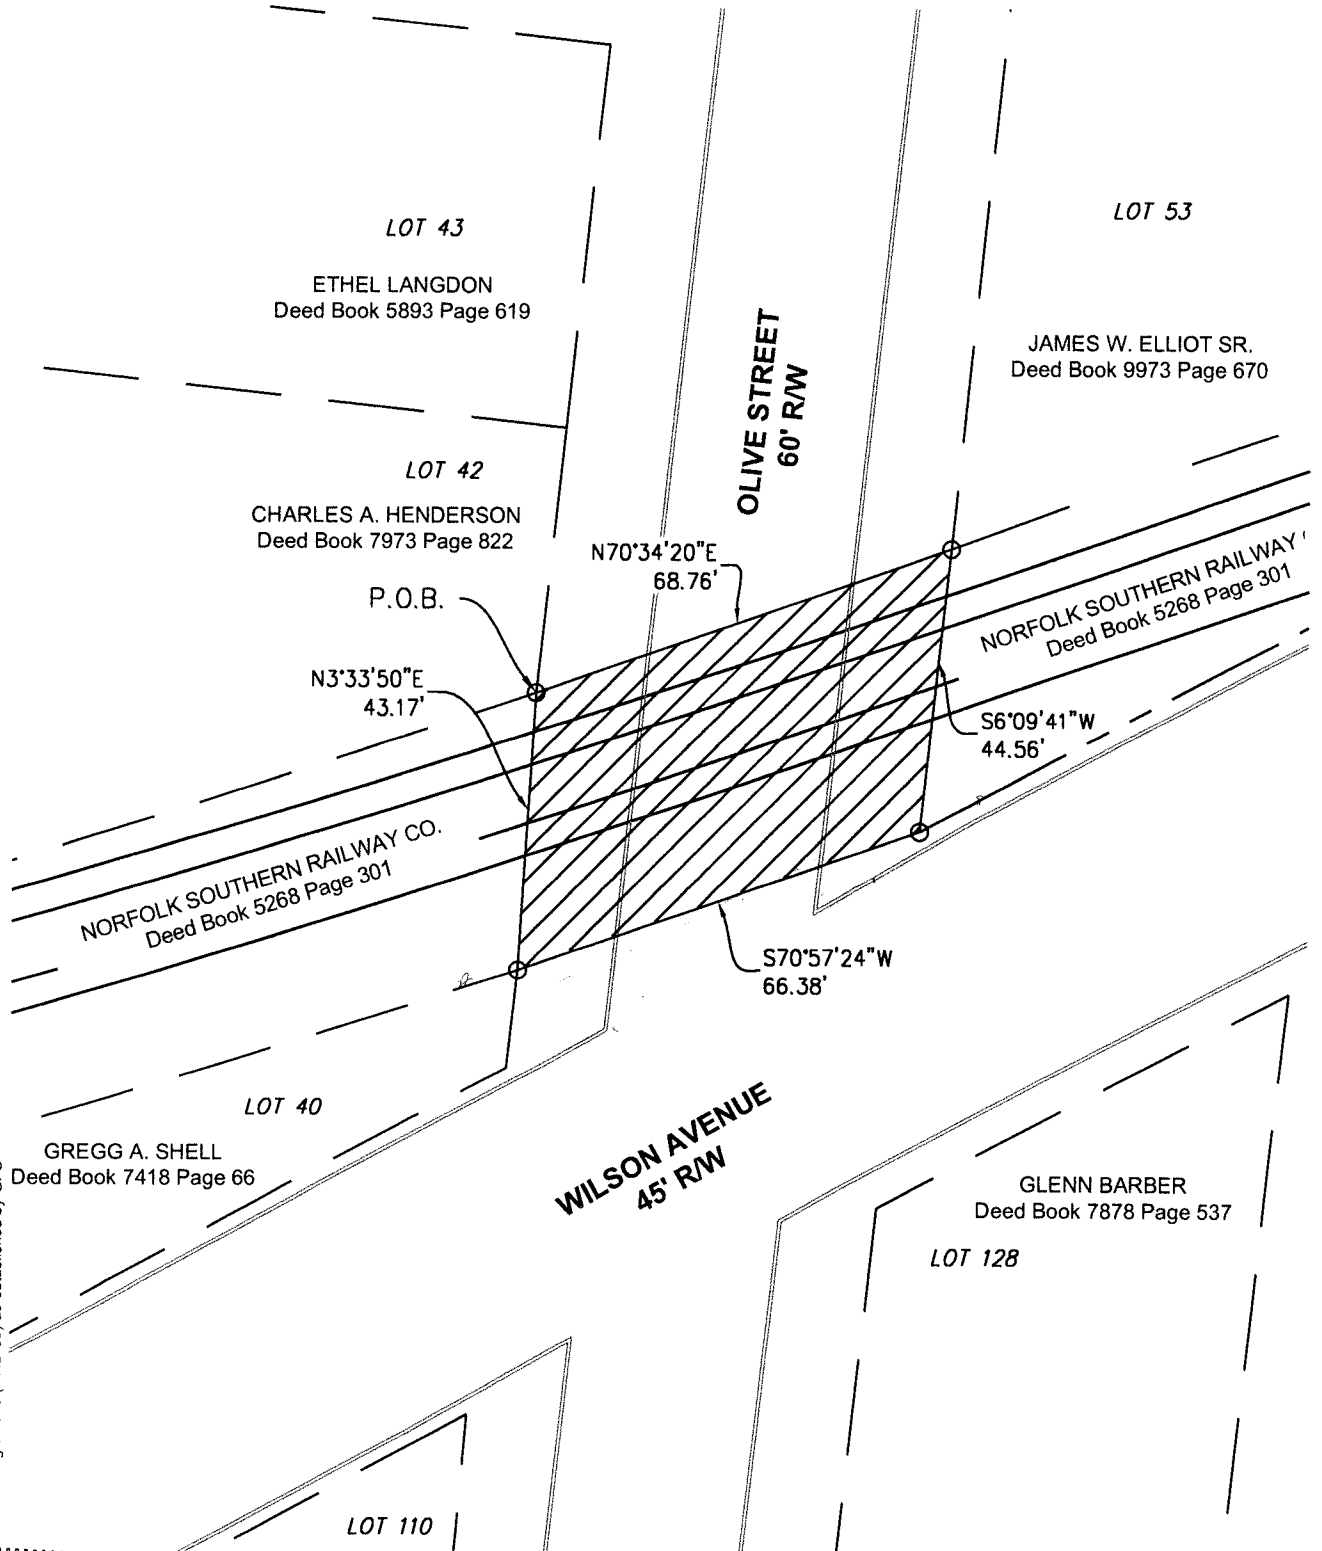 LOT 43
ETHEL LANGDON
Deed Book 5893 Page 619
LOT 53
JAMES W. ELLIOT SR.
Deed Book 9973 Page 670
OLIVE STREET
60' R/W
LOT 42
CHARLES A. HENDERSON
Deed Book 7973 Page 822
N70°34'20"E
68.76'
P.O.B.
NORFOLK SOUTHERN RAILWAY
Deed Book 5268 Page 301
N3°33'50"E
43.17'
S6°09'41"W
44.56'
NORFOLK SOUTHERN RAILWAY CO.
Deed Book 5268 Page 301
S70°57'24"W
66.38'
LOT 40
GREGG A. SHELL
Deed Book 7418 Page 66
WILSON AVENUE
45' R/W
GLENN BARBER
Deed Book 7878 Page 537
LOT 128
LOT 110